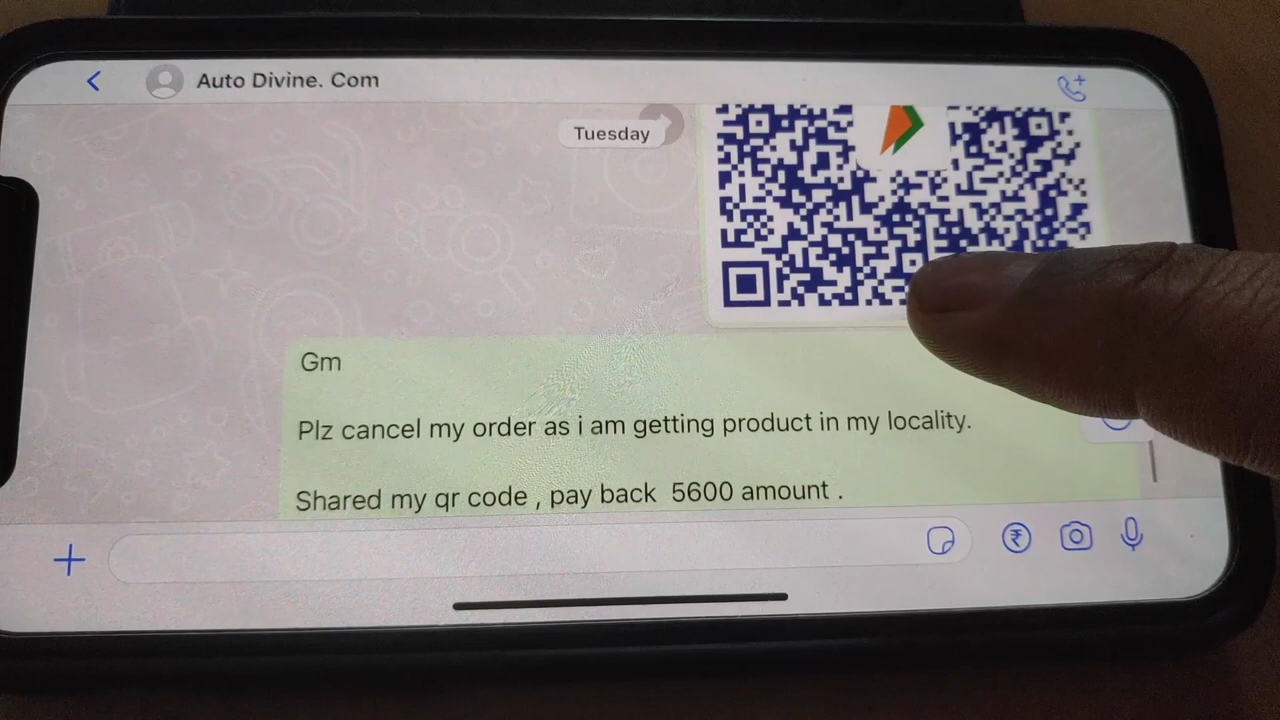 Auto Divine. Com
Tuesday
Gm
Plz cancel my order as i am getting product in my locality.
Shared my qr code , pay back 5600 amount .